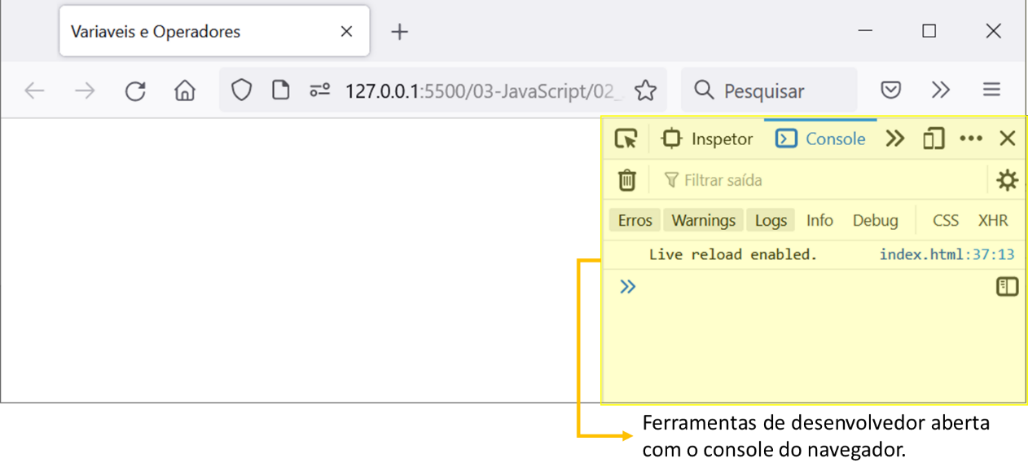 Variaveis e Operadores
127.0.0.1:5500/03-JavaScript/02_
Pesquisar
Inspetor
Console
Filtrar saída
Erros Warnings Logs Info Debug CSS XHR
Live reload enabled. index.html:37:13
Ferramentas de desenvolvedor aberta
com o console do navegador.